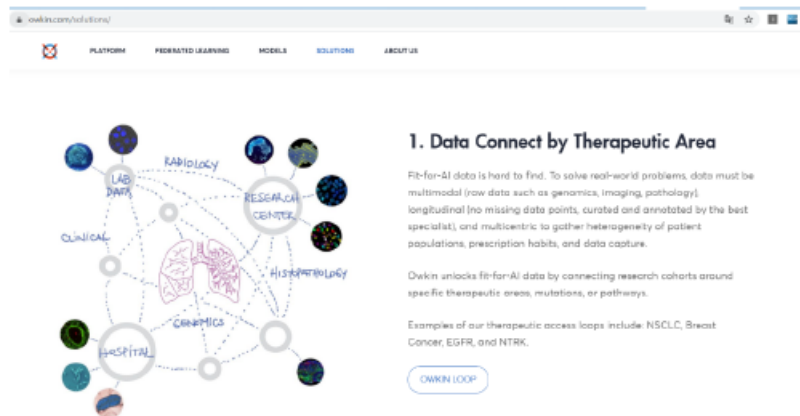 owkin.com/solutions/
PLATFORM FEDERATED LEARNING MODELS SOLUTIONS ABOUT US
RADIOLOGY
LAB
DATA
RESEARCH
CENTER
CLINICAL
HISTOPATHOLOGY
GENOMICS
HOSPITAL
1. Data Connect by Therapeutic Area
Fit-for-AI data is hard to find. To solve real-world problems, data must be
multimodal (raw data such as genomics, imaging, pathology),
longitudinal (no missing data points, curated and annotated by the best
specialist), and multicentric to gather heterogeneity of patient
populations, prescription habits, and data capture.
Owkin unlocks fit-for-AI data by connecting research cohorts around
specific therapeutic areas, mutations, or pathways.
Examples of our therapeutic access loops include: NSCLC, Breast
Cancer, EGFR, and NTRK.
OWKIN LOOP